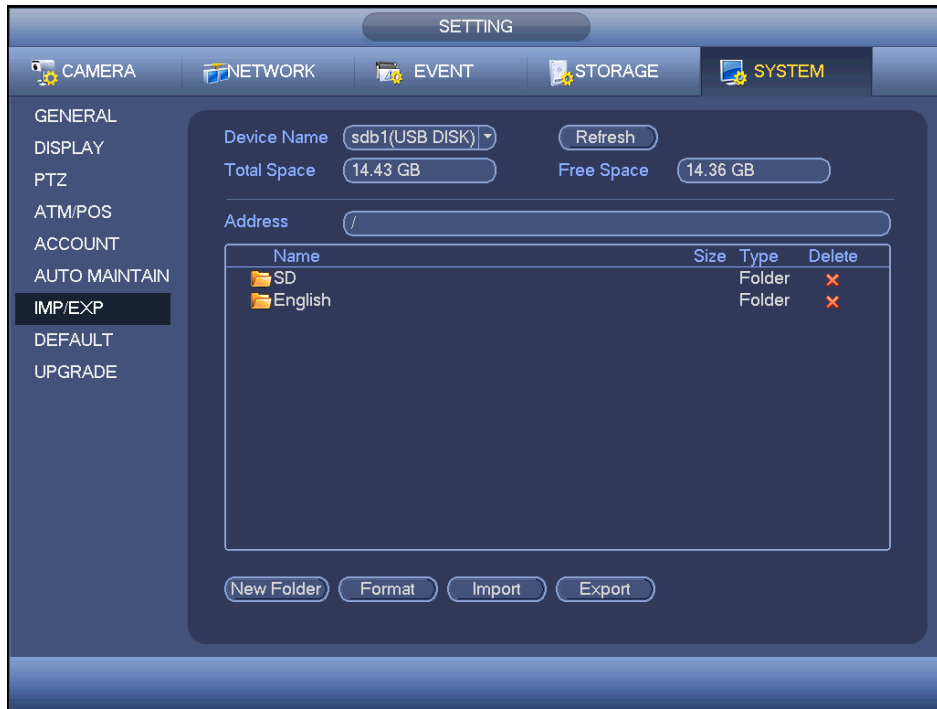 SETTING
CAMERA NETWORK EVENT STORAGE SYSTEM
GENERAL
DISPLAY
PTZ
ATM/POS
ACCOUNT
AUTO MAINTAIN
IMP/EXP
DEFAULT
UPGRADE
Device Name sdb1(USB DISK) Refresh
Total Space 14.43 GB Free Space 14.36 GB
Address /
Name Size Type Delete
SD Folder
English Folder
New Folder Format Import Export